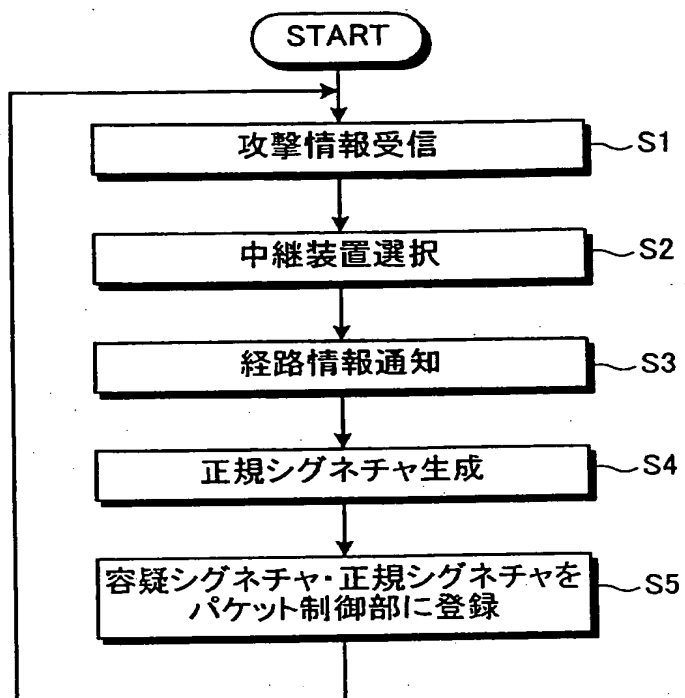 START
攻撃情報受信
S1
中継装置選択
S2
経路情報通知
S3
正規シグネチャ生成
S4
容疑シグネチャ・正規シグネチャを
パケット制御部に登録
S5